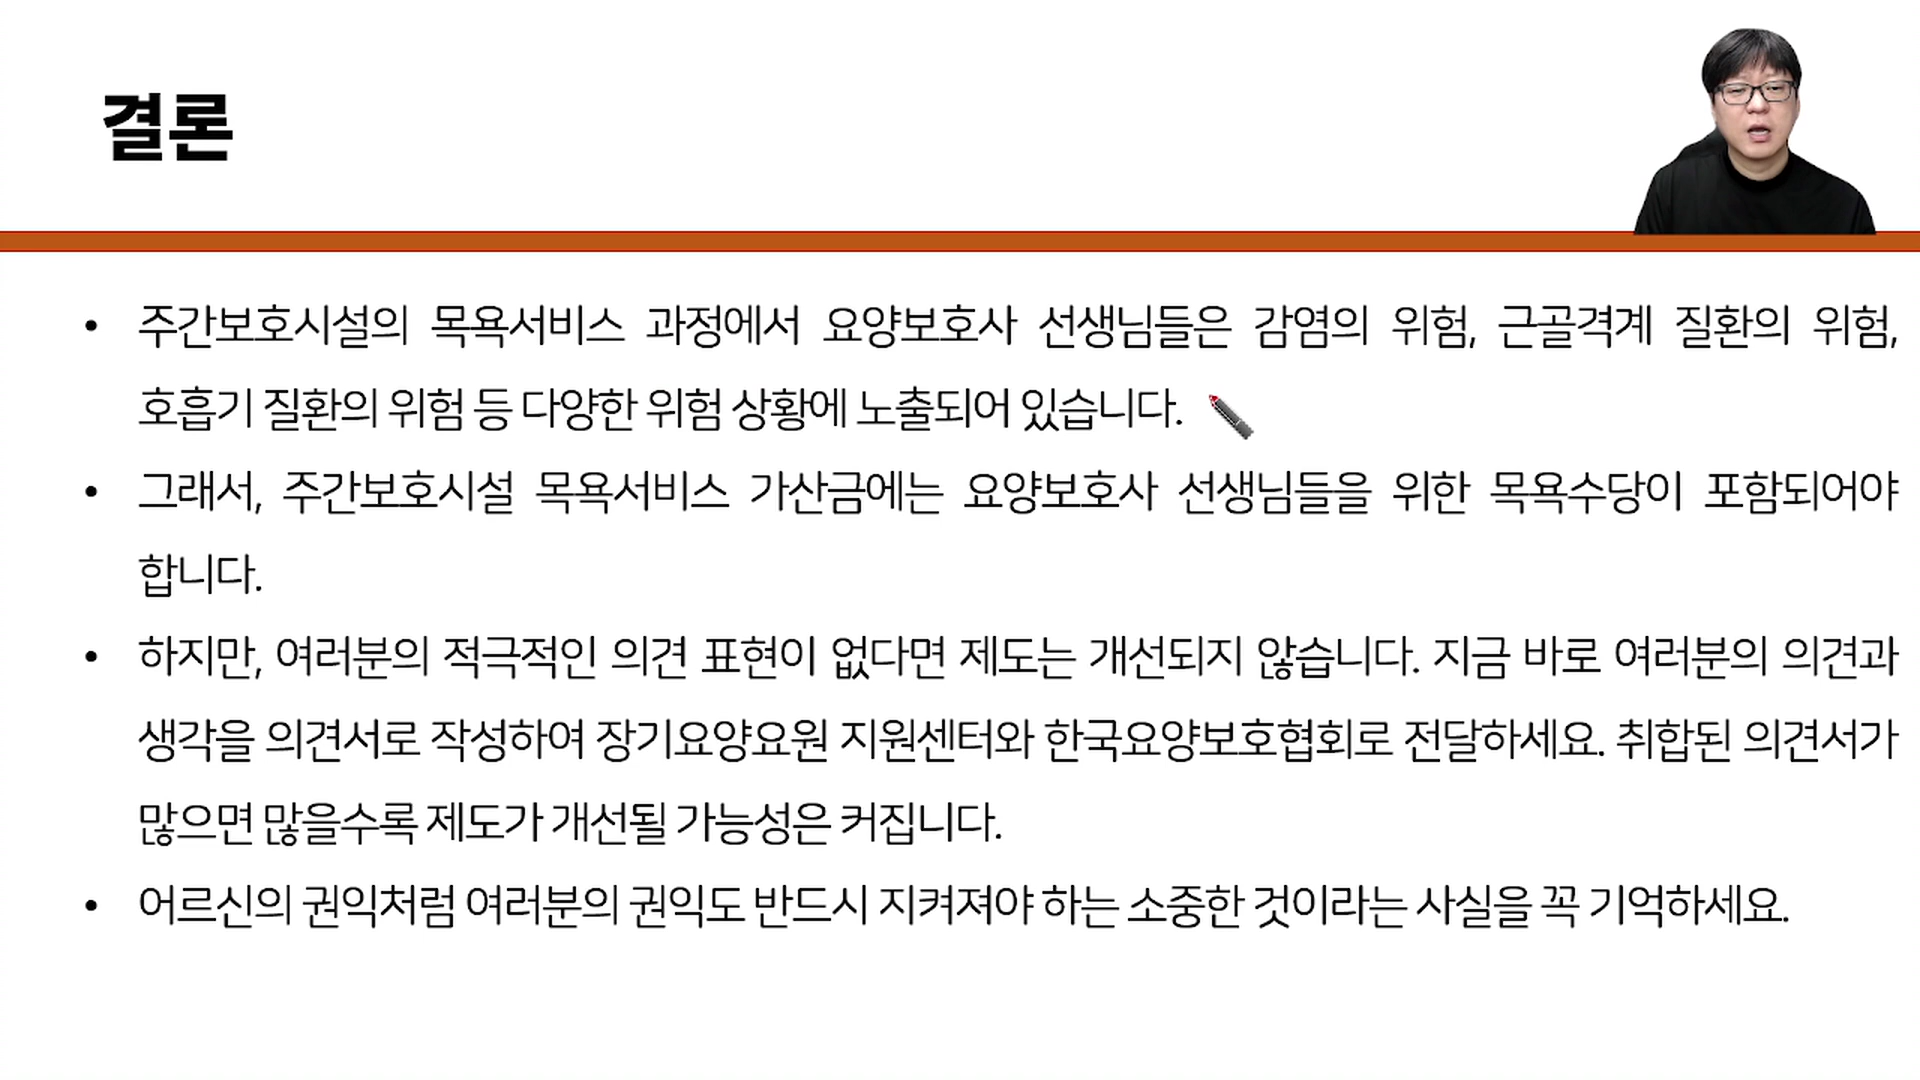 결론
• 주간보호시설의 목욕서비스 과정에서 요양보호사 선생님들은 감염의 위험, 근골격계 질환의 위험,
호흡기 질환의 위험 등 다양한 위험 상황에 노출되어 있습니다.
• 그래서, 주간보호시설 목욕서비스 가산금에는 요양보호사 선생님들을 위한 목욕수당이 포함되어야
합니다.
• 하지만, 여러분의 적극적인 의견 표현이 없다면 제도는 개선되지 않습니다. 지금 바로 여러분의 의견과
생각을 의견서로 작성하여 장기요양요원 지원센터와 한국요양보호협회로 전달하세요. 취합된 의견서가
많으면 많을수록 제도가 개선될 가능성은 커집니다.
• 어르신의 권익처럼 여러분의 권익도 반드시 지켜져야 하는 소중한 것이라는 사실을 꼭 기억하세요.